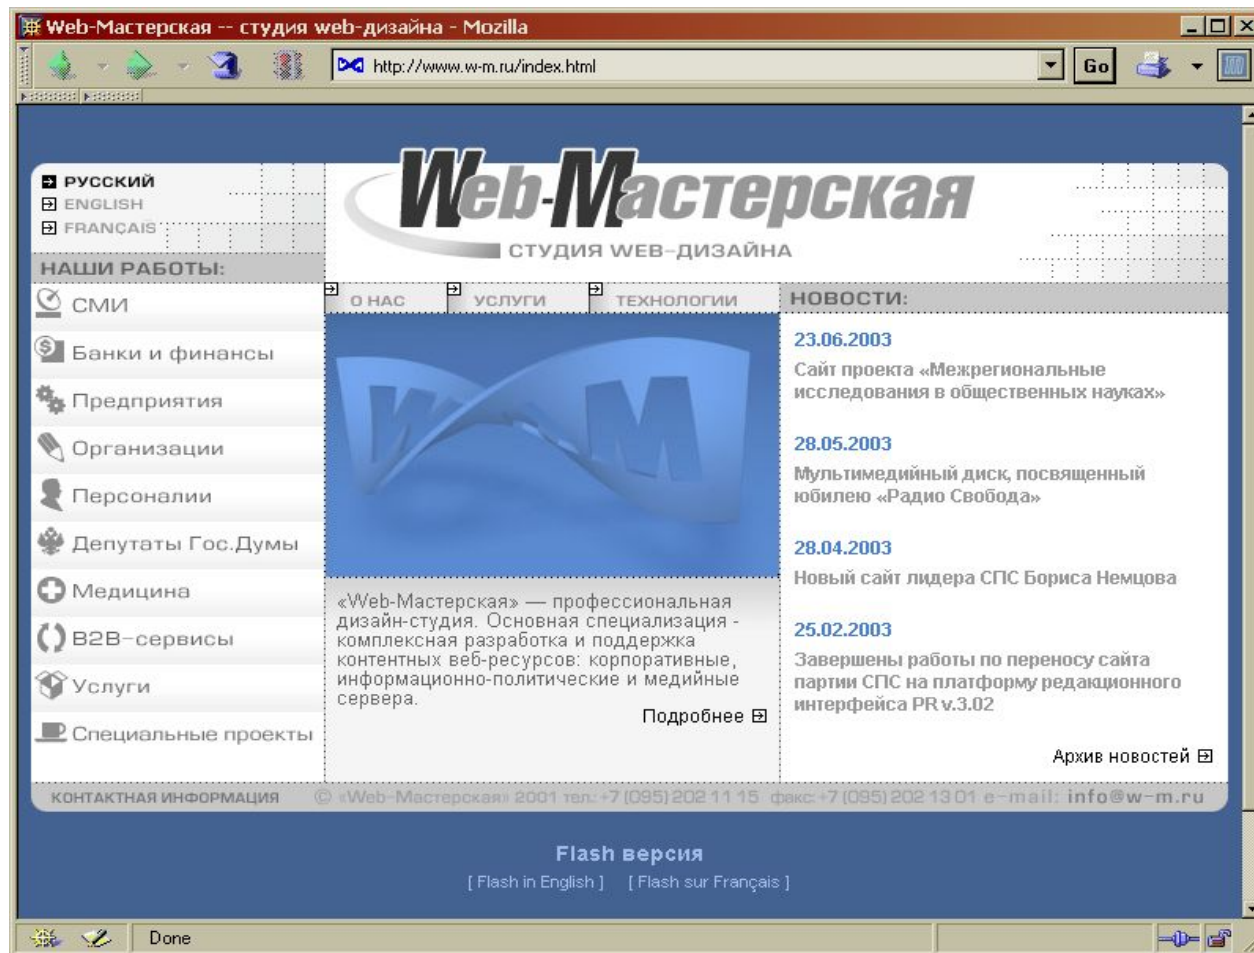 Web-Мастерская -- студия web-дизайна - Mozilla
http://www.w-m.ru/index.html
Go
РУССКИЙ
ENGLISH
FRANÇAIS
Web-Мастерская
СТУДИЯ WEB-ДИЗАЙНА
НАШИ РАБОТЫ:
СМИ
Банки и финансы
Предприятия
Организации
Персоналии
Депутаты Гос.Думы
Медицина
B2B-сервисы
Услуги
Специальные проекты
О НАС
УСЛУГИ
ТЕХНОЛОГИИ
W M
«Web-Мастерская» — профессиональная
дизайн-студия. Основная специализация -
комплексная разработка и поддержка
контентных веб-ресурсов: корпоративные,
информационно-политические и медийные
сервера.
Подробнее
НОВОСТИ:
23.06.2003
Сайт проекта «Межрегиональные
исследования в общественных науках»
28.05.2003
Мультимедийный диск, посвященный
юбилею «Радио Свобода»
28.04.2003
Новый сайт лидера СПС Бориса Немцова
25.02.2003
Завершены работы по переносу сайта
партии СПС на платформу редакционного
интерфейса PR v.3.02
Архив новостей
КОНТАКТНАЯ ИНФОРМАЦИЯ © «Web-Мастерская» 2001 тел.: +7 (095) 202 11 15 факс: +7 (095) 202 13 01 e-mail: info@w-m.ru
Flash версия
[ Flash in English ] [ Flash sur Français ]
Done